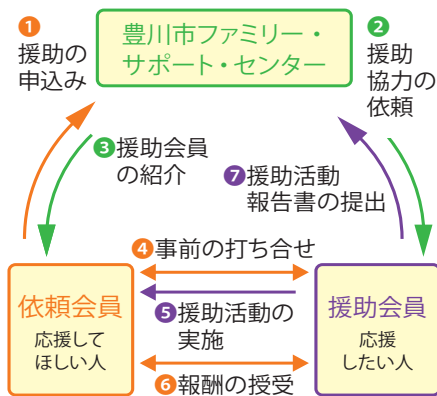 ❶
援助の
申込み
豊川市ファミリー・
サポート・センター
❷
援助
協力の
依頼
❸援助会員
の紹介
❼援助活動
報告書の提出
❹事前の打ち合せ
依頼会員
応援して
ほしい人
❺援助活動の
実施
援助会員
応援
したい人
❻報酬の授受